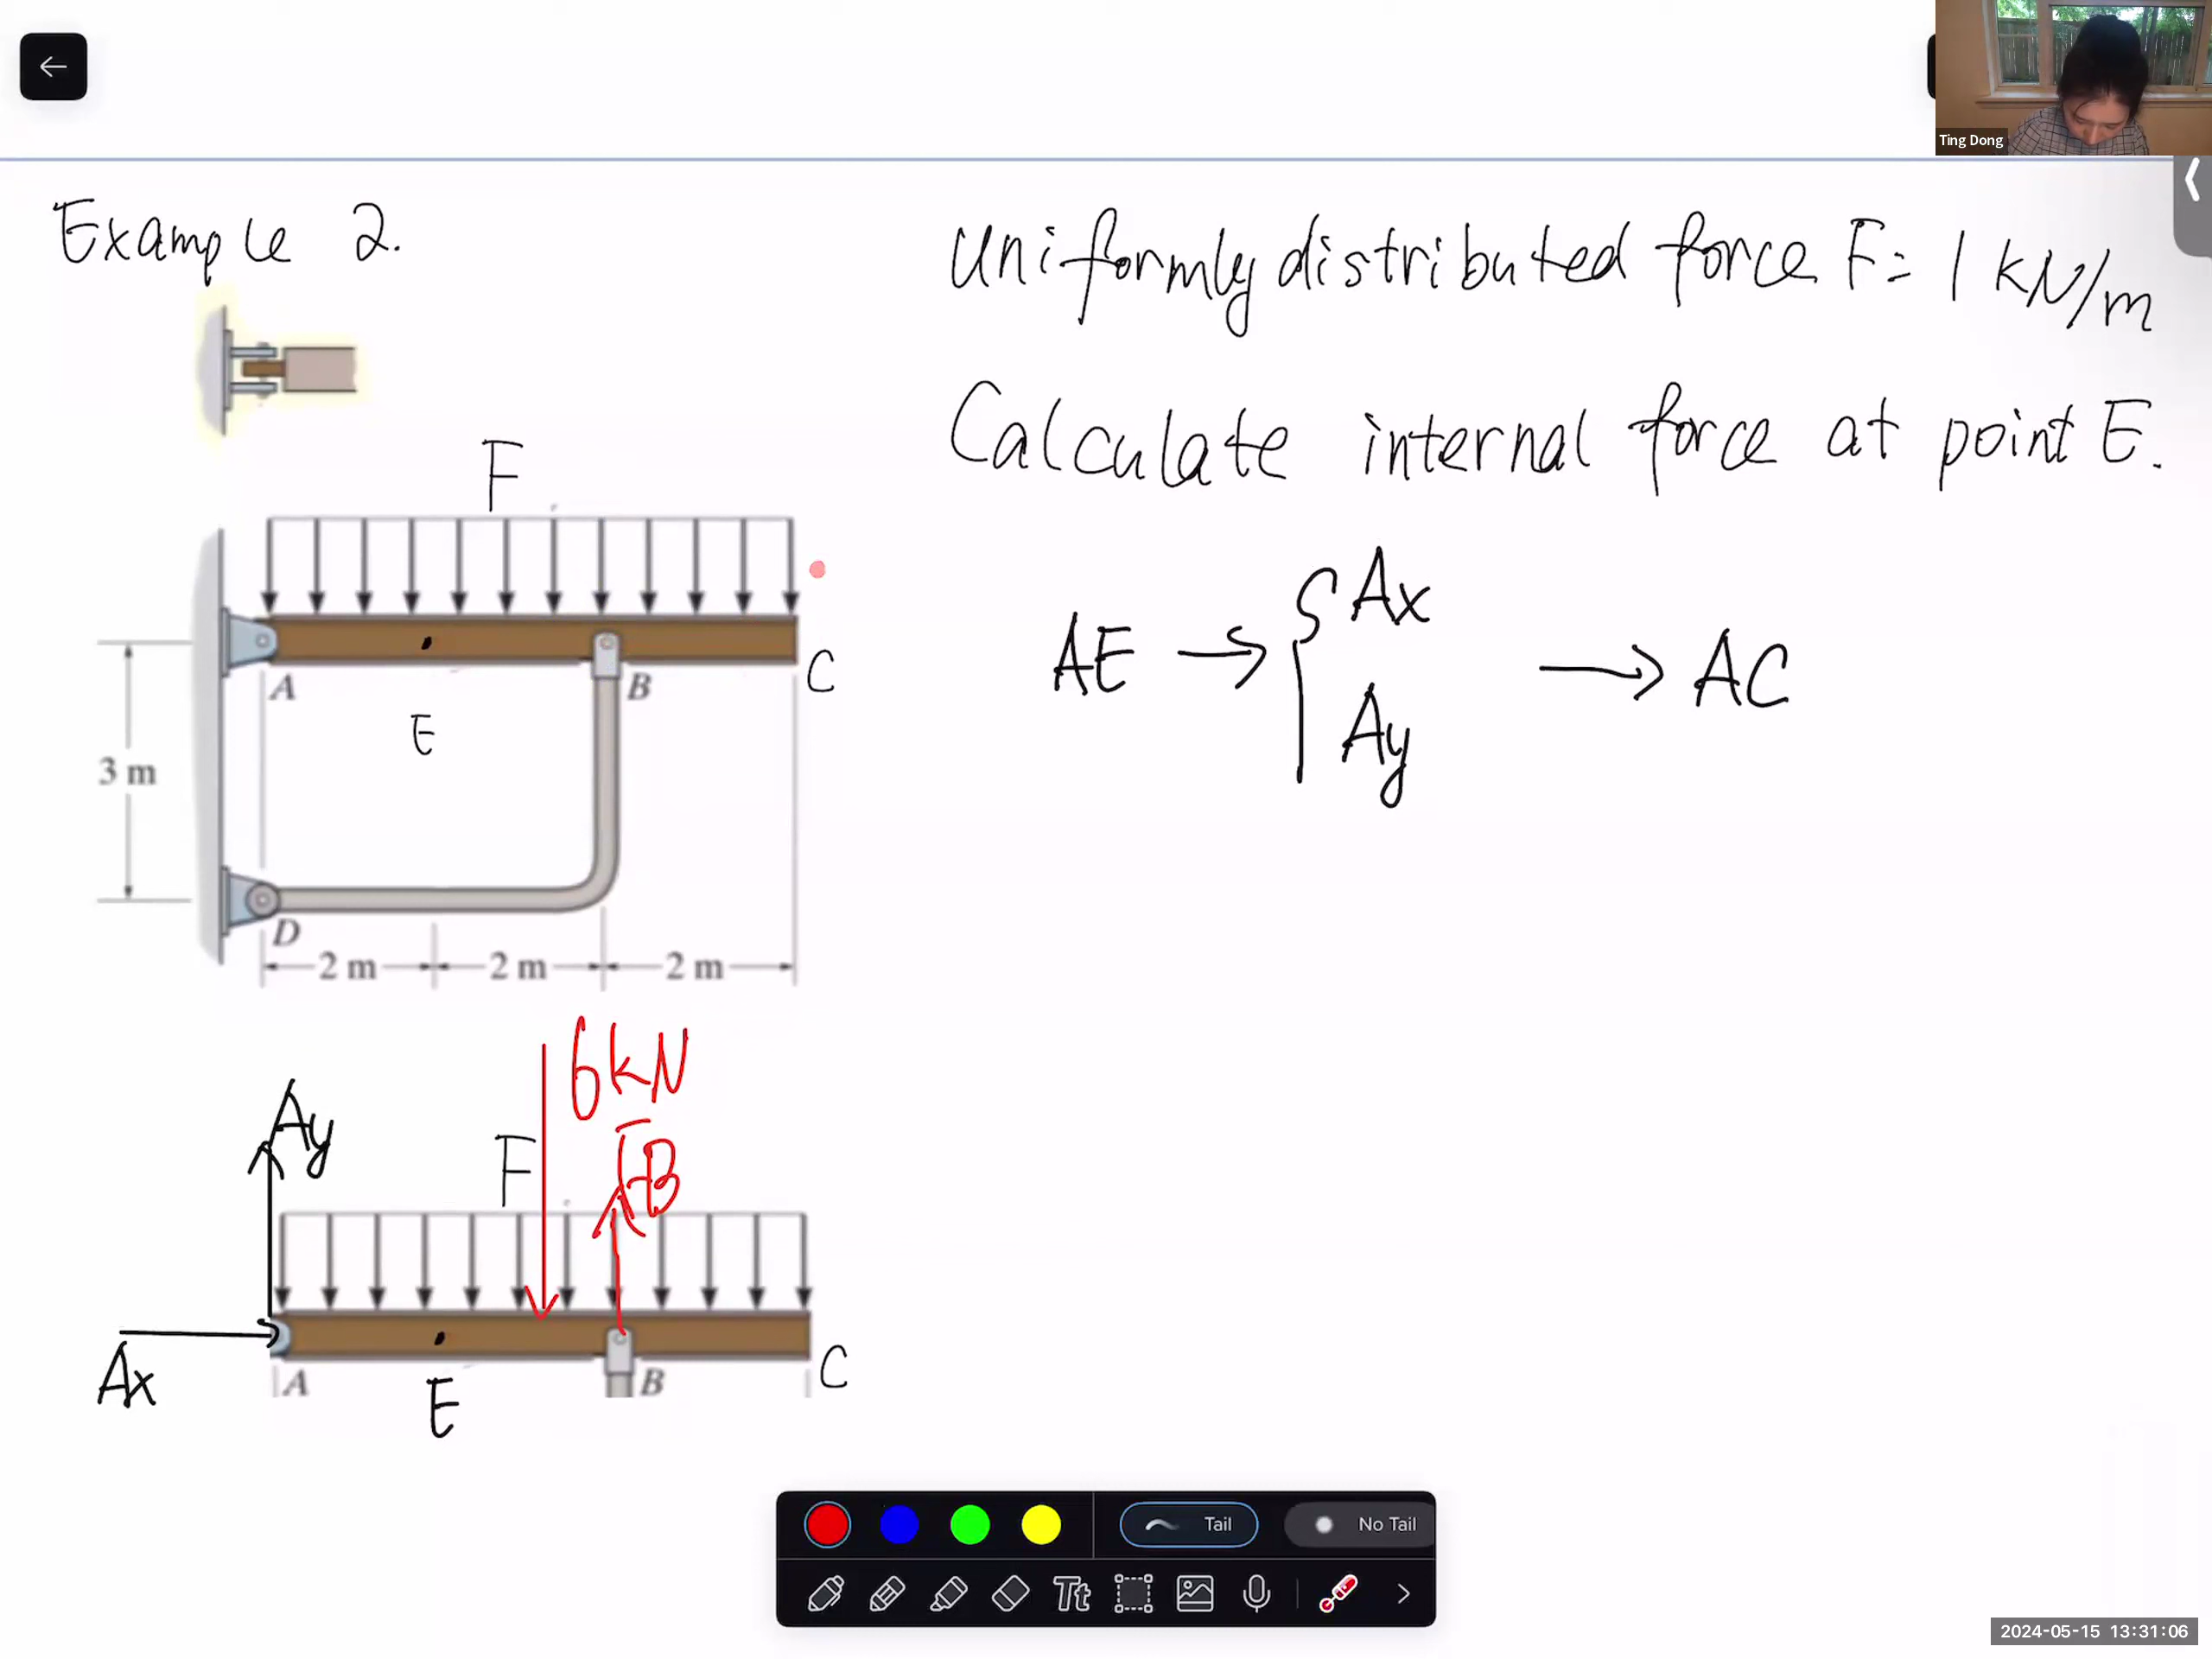 Ting Dong
Example 2.
Uniformly distributed force F = 1 kN/m
Calculate internal force at point E.
F
A
B
C
E
AE → { Ax
Ay
→ AC
3 m
D
2 m
2 m
2 m
6kN
FB
Ay
F
Ax
A
E
B
C
Tail
No Tail
Tt
2024-05-15 13:31:06